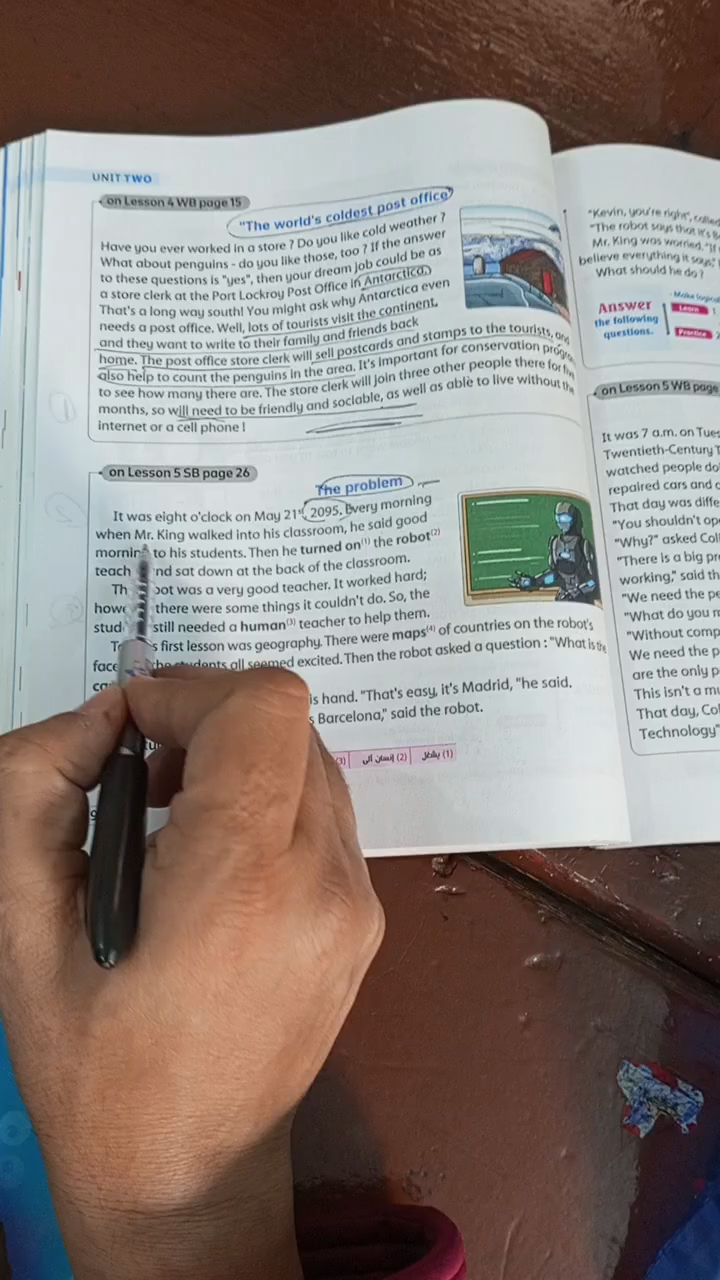 UNIT TWO
on Lesson 4 WB page 15
"The world's coldest post office"
Have you ever worked in a store ? Do you like cold weather ?
What about penguins - do you like those, too ? If the answer
to these questions is "yes", then your dream job could be as
a store clerk at the Port Lockroy Post Office in Antarctica.
That's a long way south! You might ask why Antarctica even
needs a post office. Well, lots of tourists visit the continent,
and they want to write to their family and friends back
home. The post office store clerk will sell postcards and stamps to the tourists, and
also help to count the penguins in the area. It's important for conservation
to see how many there are. The store clerk will join three other people there for five
months, so will need to be friendly and sociable, as well as able to live without the
internet or a cell phone !
on Lesson 5 SB page 26
The problem
It was eight o'clock on May 21st, 2095. Every morning
when Mr. King walked into his classroom, he said good
morning to his students. Then he turned on(1) the robot(2)
teach nd sat down at the back of the classroom.
Th bot was a very good teacher. It worked hard;
howe there were some things it couldn't do. So, the
stud still needed a human(3) teacher to help them.
T s first lesson was geography. There were maps(4) of countries on the robot's
face students all seemed excited. Then the robot asked a question : "What is the
ca
is hand. "That's easy, it's Madrid, "he said.
s Barcelona," said the robot.
(1) يشغل (2) إنسان آلى (3)
"Kevin, you're right", called
"The robot says that it's B
Mr. King was worried. "If
believe everything it says,"
What should he do ?
Answer
the following
questions.
Learn 1
Practice 2
on Lesson 5 WB page
It was 7 a.m. on Tues
Twentieth-Century T
watched people do
repaired cars and c
That day was differ
"You shouldn't op
"Why?" asked Coll
"There is a big pr
working," said th
"We need the pe
"What do you m
"Without comp
We need the p
are the only p
This isn't a mu
That day, Col
Technology"